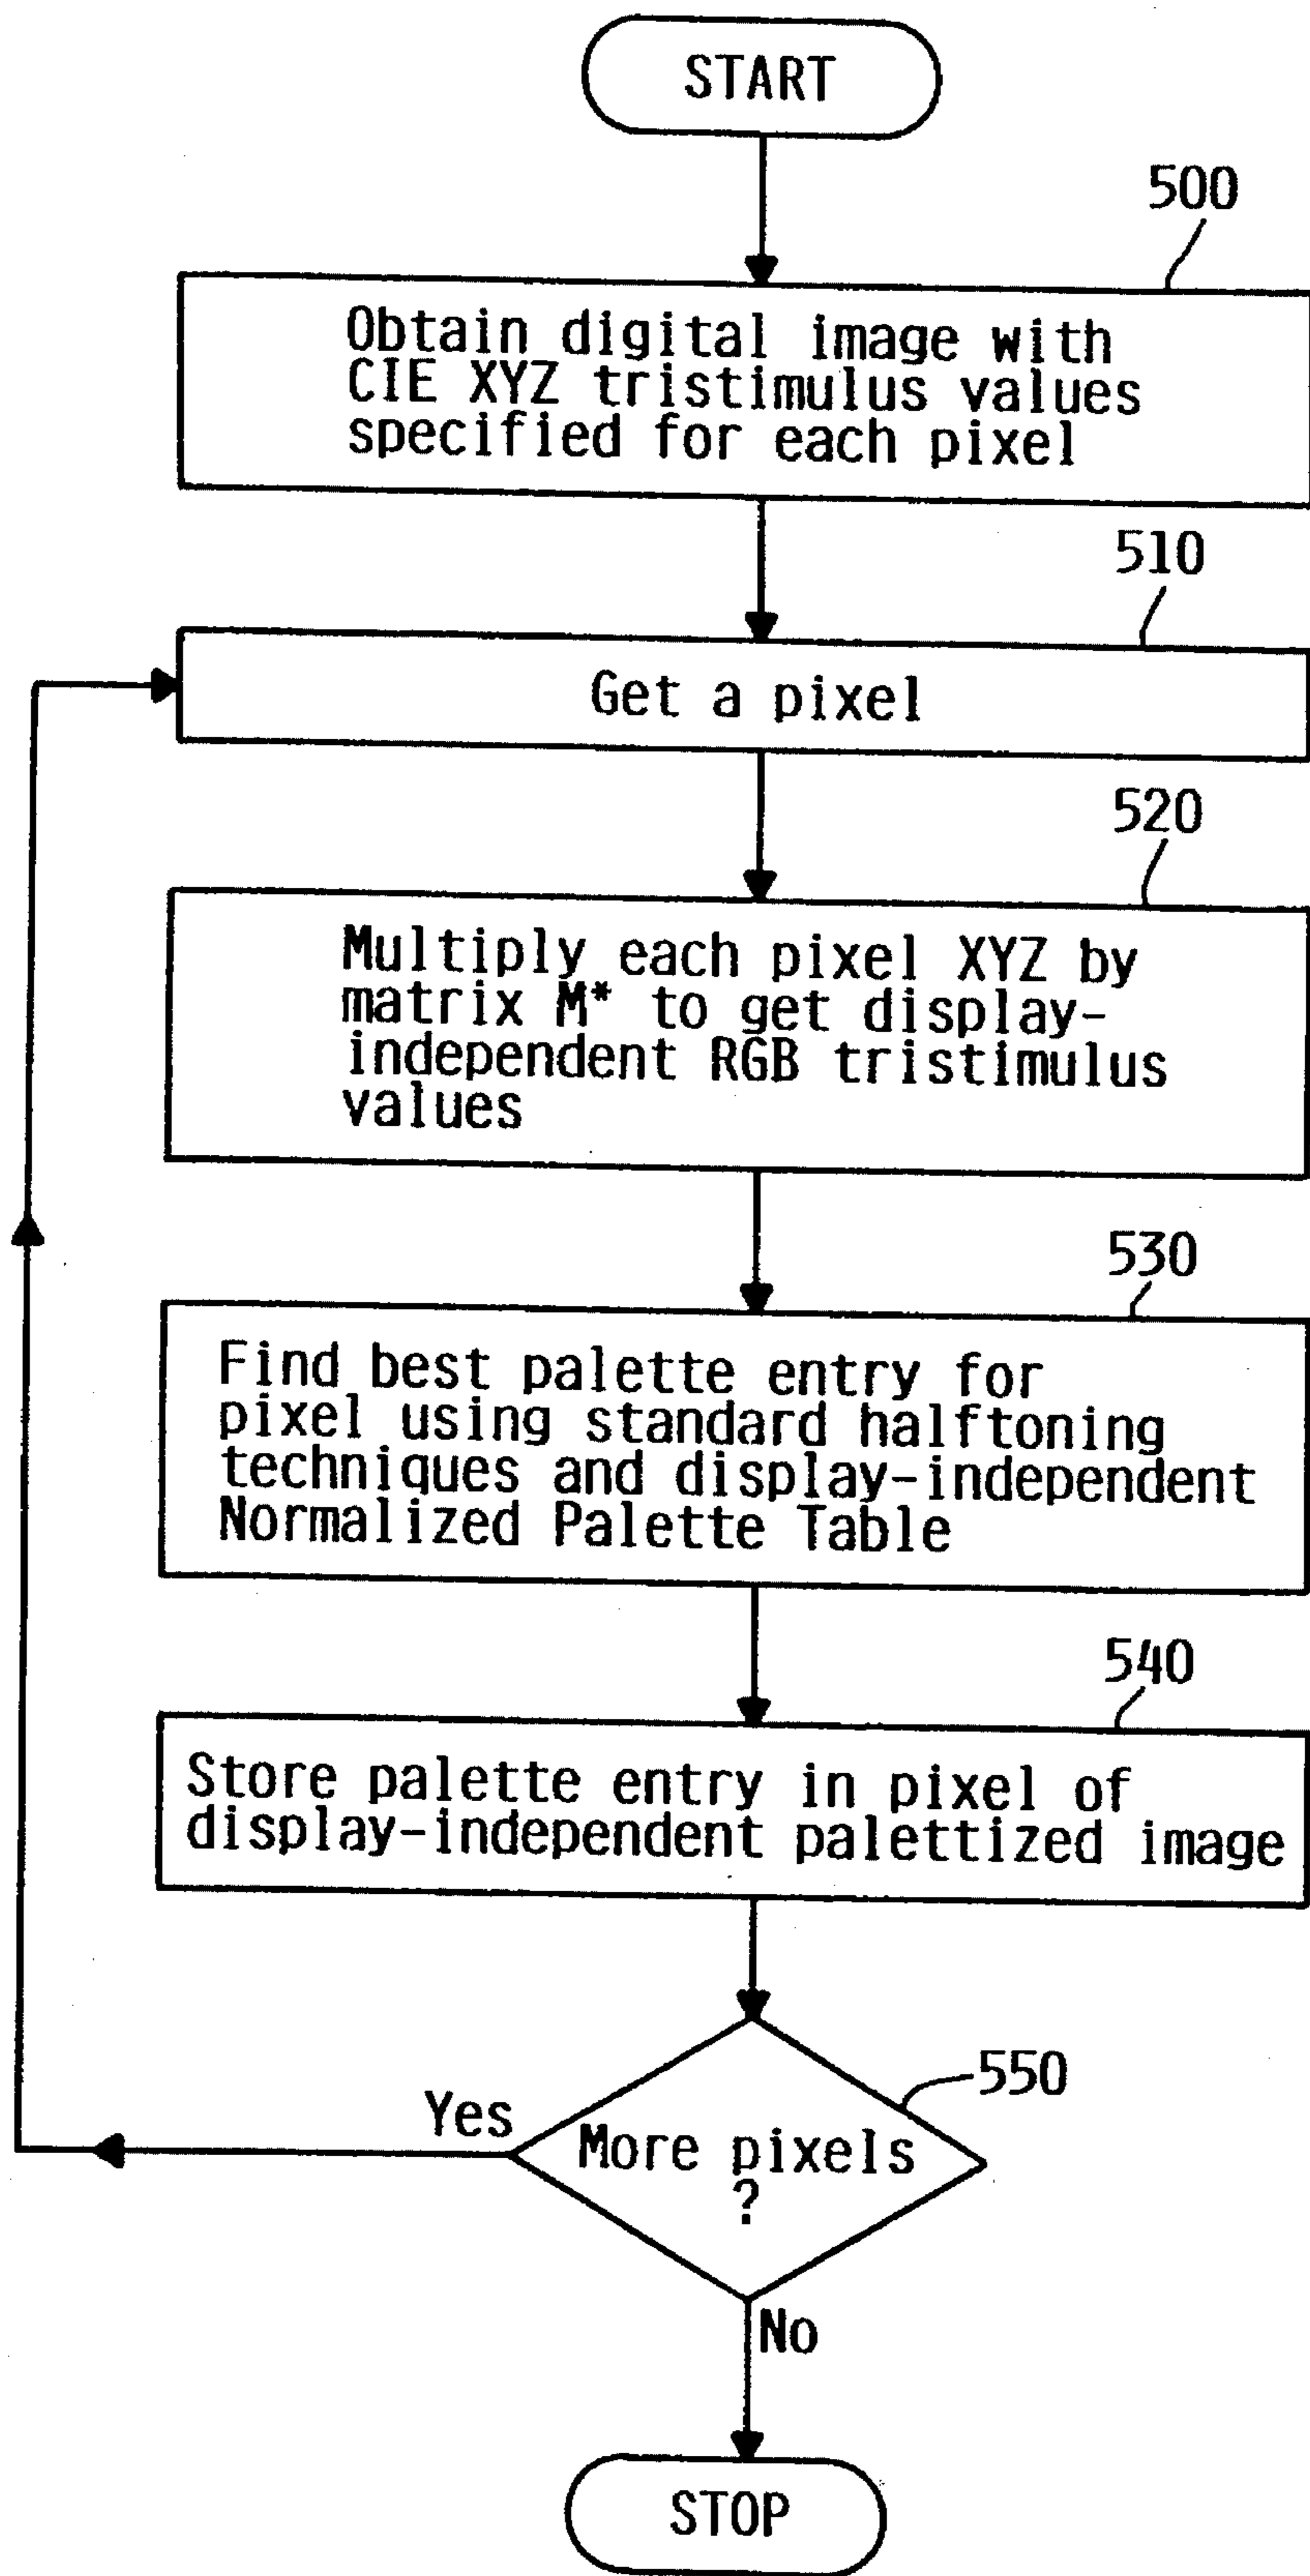 START
500
Obtain digital image with
CIE XYZ tristimulus values
specified for each pixel
510
Get a pixel
520
Multiply each pixel XYZ by
matrix M* to get display-
independent RGB tristimulus
values
530
Find best palette entry for
pixel using standard halftoning
techniques and display-independent
Normalized Palette Table
540
Store palette entry in pixel of
display-independent palettized image
550
Yes
More pixels
?
No
STOP